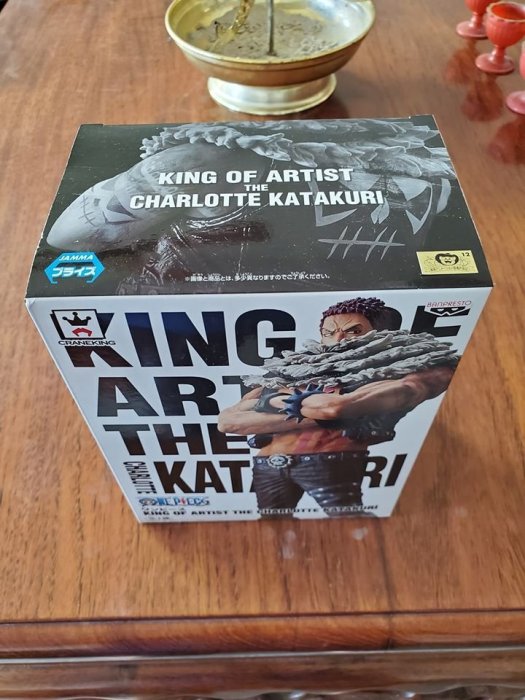 KING OF ARTIST
THE
CHARLOTTE KATAKURI
JAMMA
プライス
※画像と商品とは、多少異なりますのでご了承ください。
12
CRANEKING
BANPRESTO
KING OF
ART
THE
CHARLOTTE
KATAKURI
ONE PIECE
KING OF ARTIST THE CHARLOTTE KATAKURI